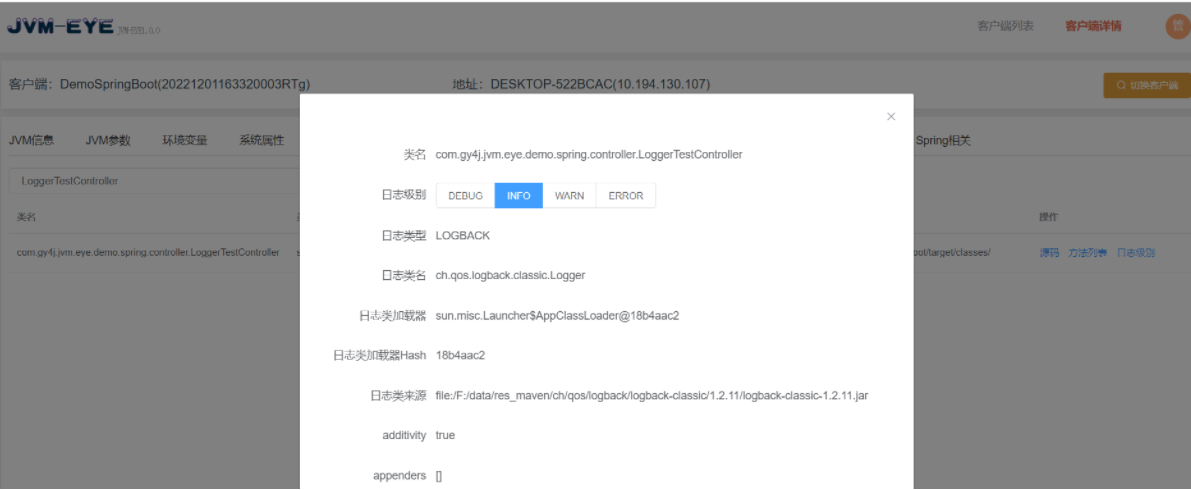 JVM-EYE
客户端列表 客户端详情 管
客户端：DemoSpringBoot(20221201163320003RTg) 地址：DESKTOP-522BCAC(10.194.130.107) 切换客户端
JVM信息 JVM参数 环境变量 系统属性 Spring相关
LoggerTestController
类名 操作
com.gy4j.jvm.eye.demo.spring.controller.LoggerTestController oot/target/classes/ 源码 方法列表 日志级别
类名 com.gy4j.jvm.eye.demo.spring.controller.LoggerTestController
日志级别 DEBUG INFO WARN ERROR
日志类型 LOGBACK
日志类名 ch.qos.logback.classic.Logger
日志类加载器 sun.misc.Launcher$AppClassLoader@18b4aac2
日志类加载器Hash 18b4aac2
日志类来源 file:/F:/data/res_maven/ch/qos/logback/logback-classic/1.2.11/logback-classic-1.2.11.jar
additivity true
appenders []